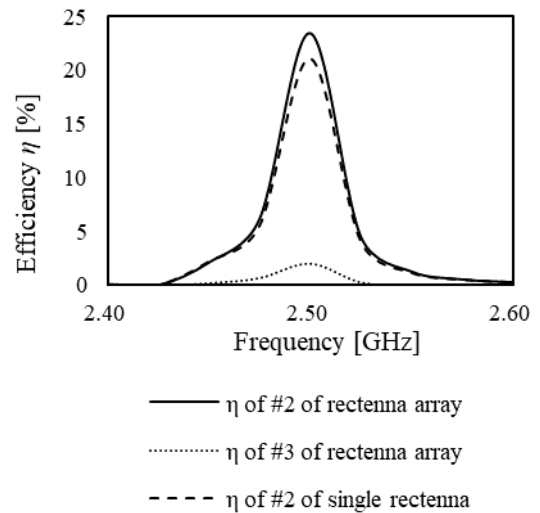 25
20
15
10
5
0
Efficiency η [%]
2.40 2.50 2.60
Frequency [GHz]
η of #2 of rectenna array
η of #3 of rectenna array
η of #2 of single rectenna